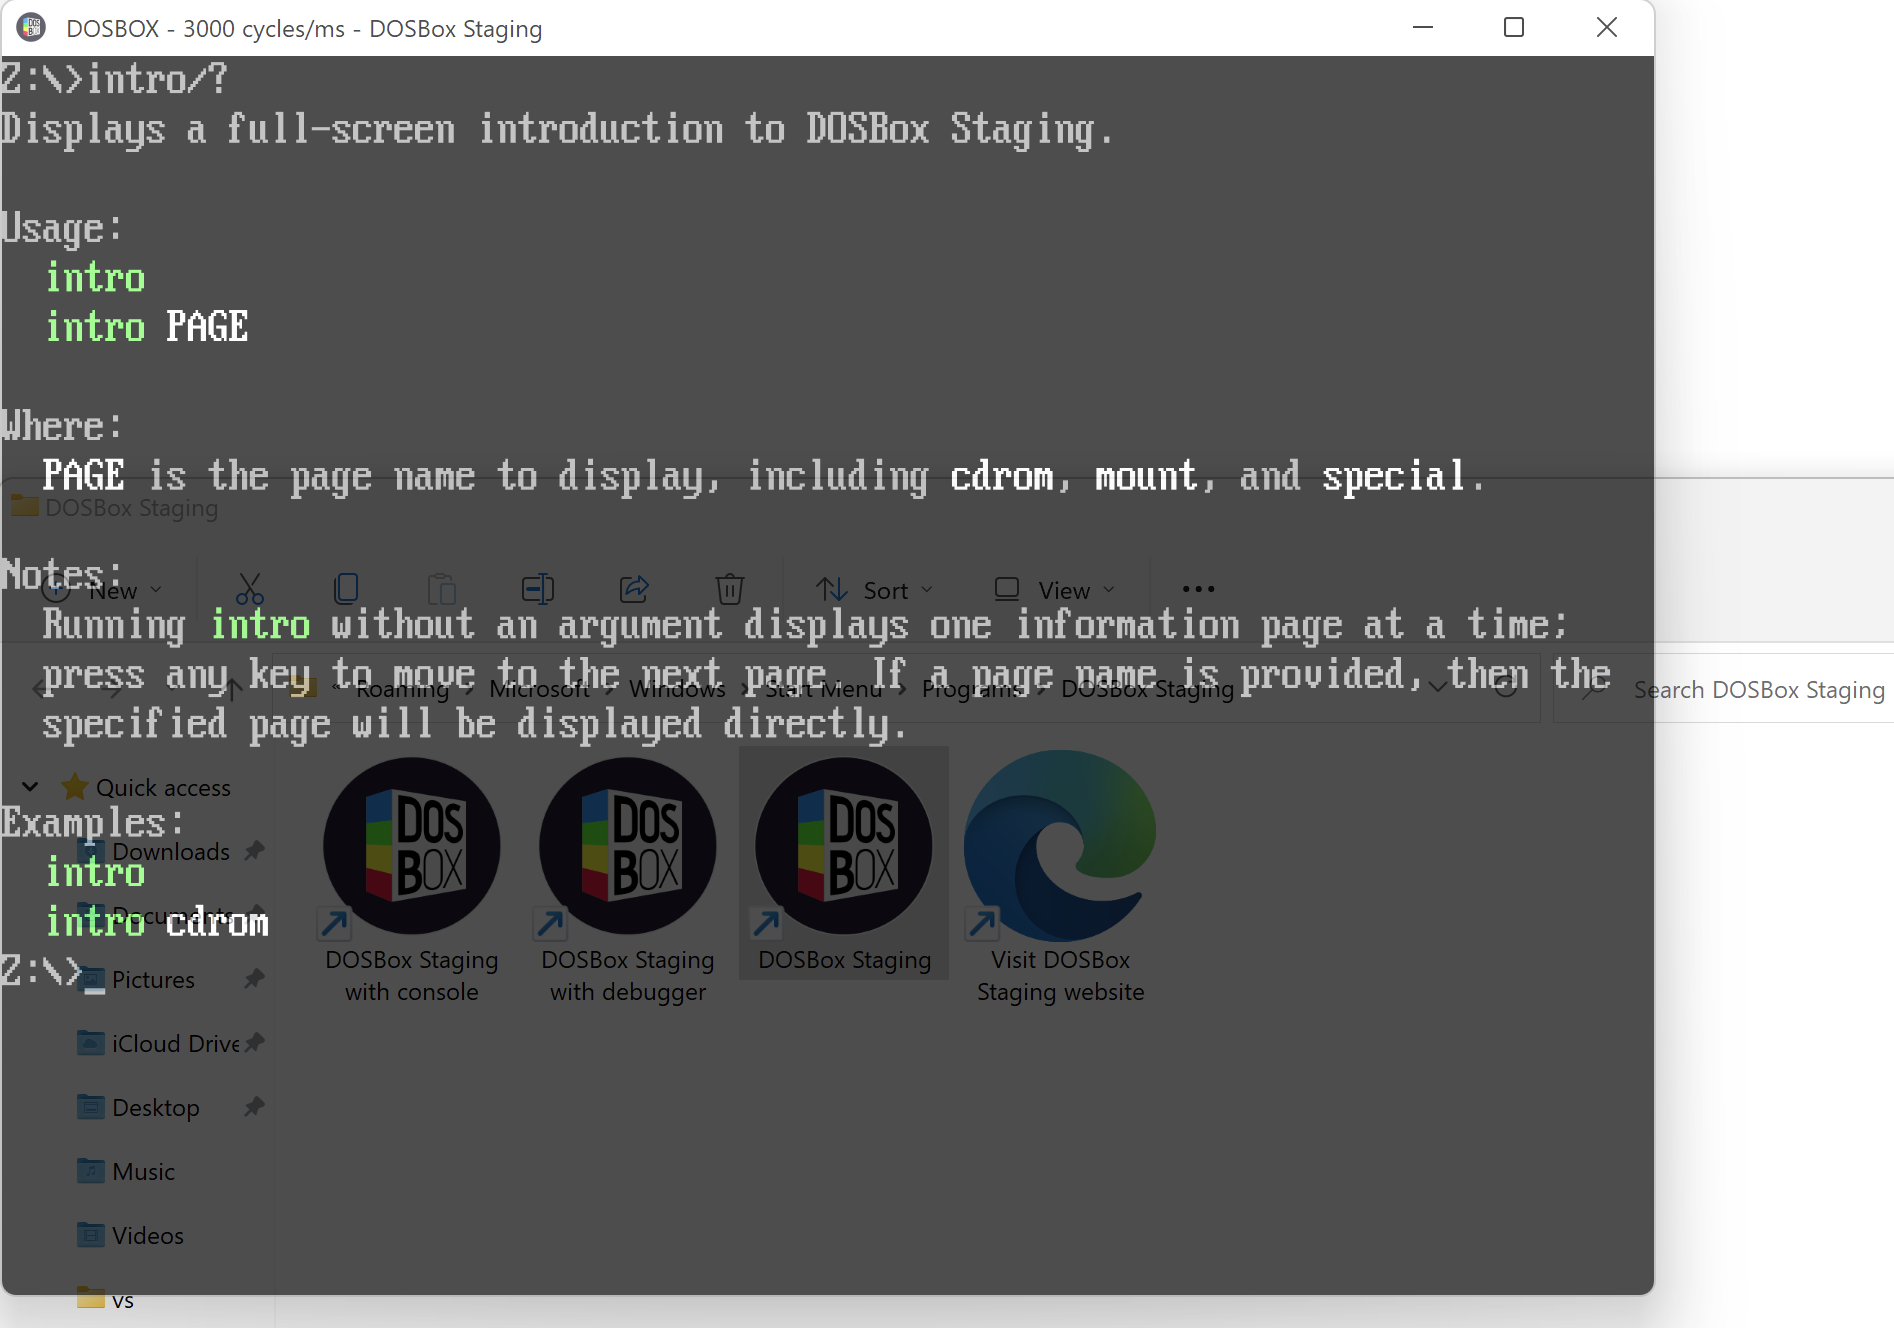 DOSBOX - 3000 cycles/ms - DOSBox Staging
Z:\>intro/?
Displays a full-screen introduction to DOSBox Staging.
Usage:
intro
intro PAGE
Where:
PAGE is the page name to display, including cdrom, mount, and special.
DOSBox Staging
Notes:
New
Sort
View
Running intro without an argument displays one information page at a time;
press any key to move to the next page. If a page name is provided, then the
« Roaming > Microsoft > Windows > Start Menu > Programs > DOSBox Staging
Search DOSBox Staging
specified page will be displayed directly.
Quick access
Examples:
Downloads
intro
Documents
intro cdrom
Z:\>
Pictures
iCloud Drive
Desktop
Music
Videos
vs
DOS BOX
DOSBox Staging
with console
DOS BOX
DOSBox Staging
with debugger
DOS BOX
DOSBox Staging
Visit DOSBox
Staging website